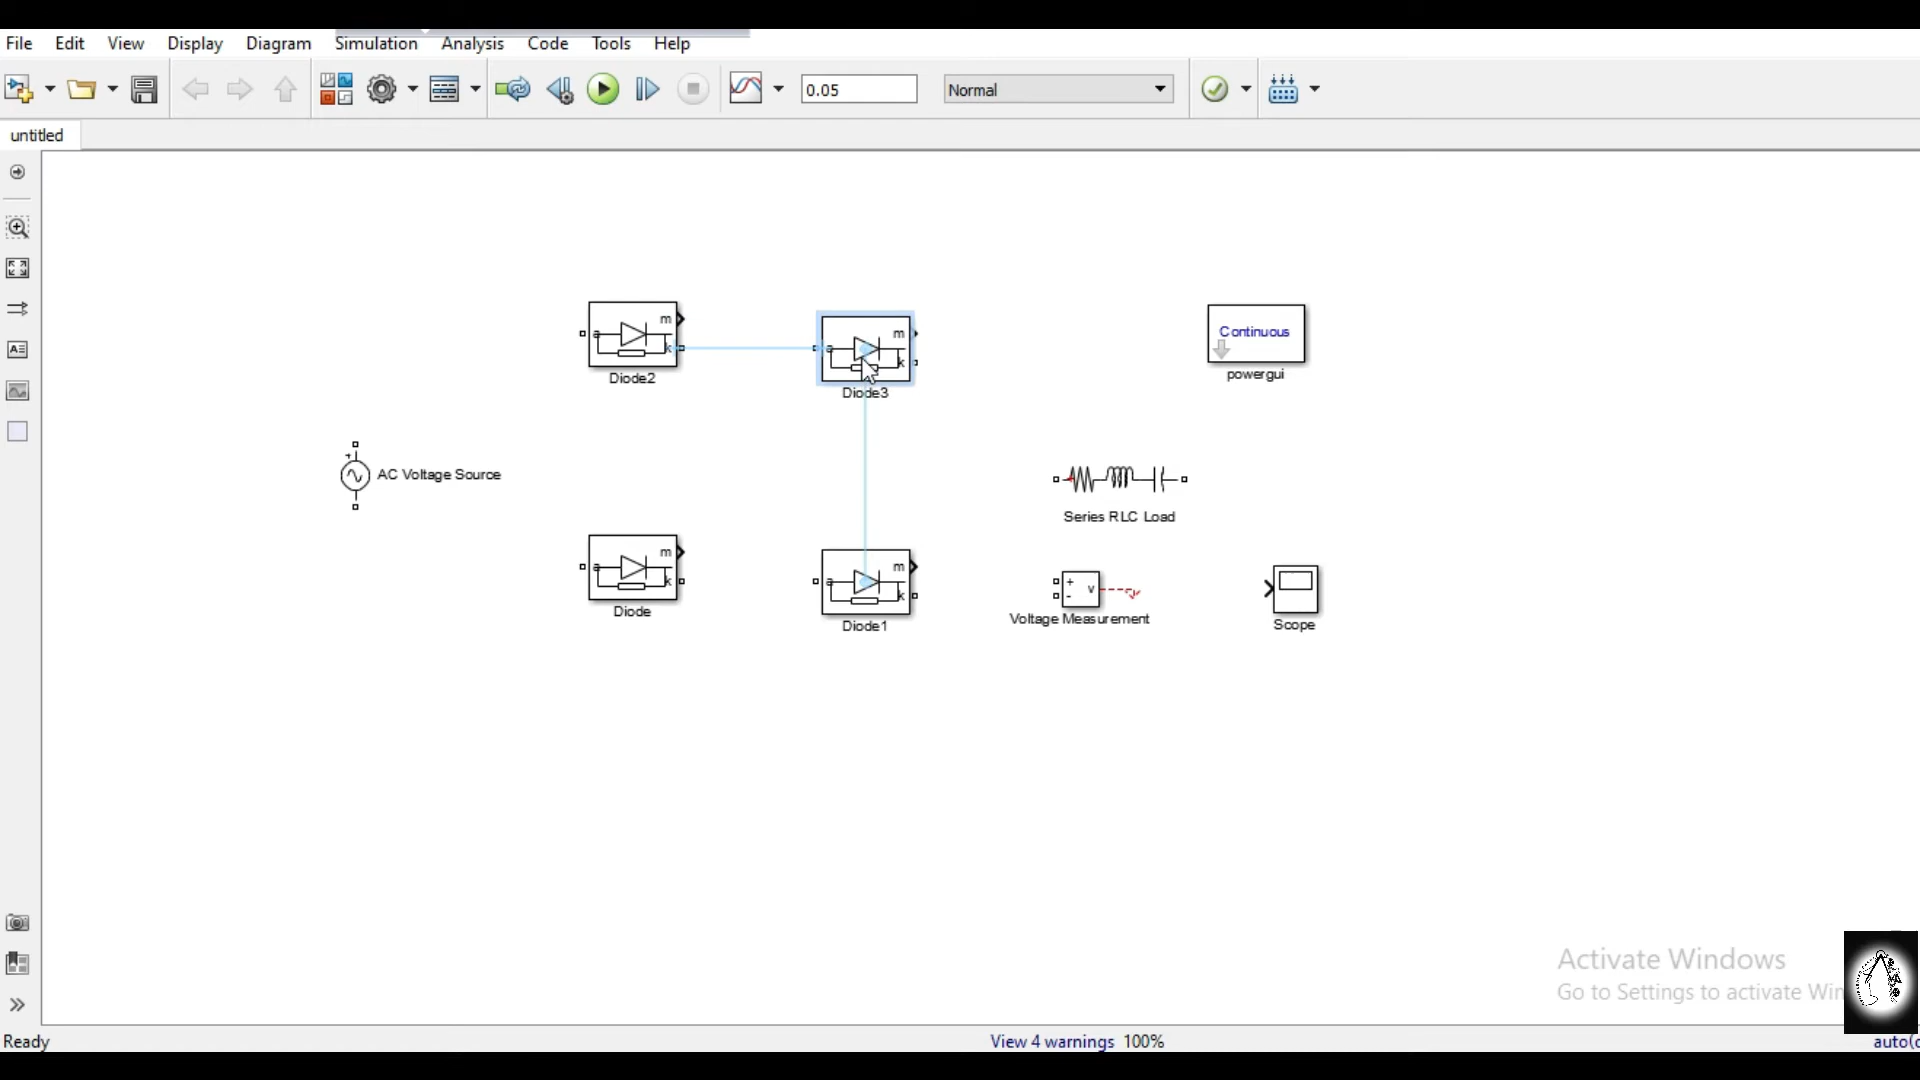 File Edit View Display Diagram Simulation Analysis Code Tools Help
0.05 Normal
untitled
m
a
k
Diode2
m
a
k
Diode3
Continuous
powergui
+
AC Voltage Source
Series RLC Load
m
a
k
Diode
m
a
k
Diode1
+
-
v
Voltage Measurement
Scope
Activate Windows
Go to Settings to activate Win
Ready View 4 warnings 100% auto(